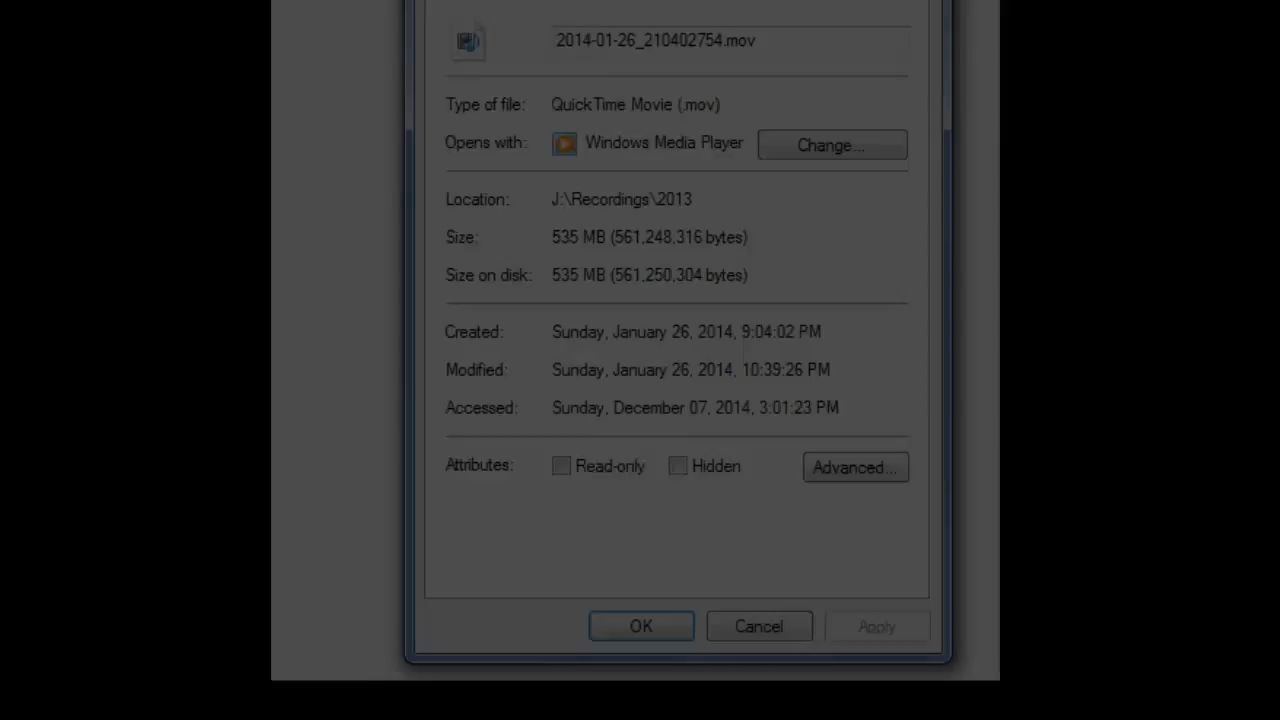 2014-01-26_210402754.mov
Type of file: QuickTime Movie (.mov)
Opens with: Windows Media Player Change...
Location: J:\Recordings\2013
Size: 535 MB (561,248,316 bytes)
Size on disk: 535 MB (561,250,304 bytes)
Created: Sunday, January 26, 2014, 9:04:02 PM
Modified: Sunday, January 26, 2014, 10:39:26 PM
Accessed: Sunday, December 07, 2014, 3:01:23 PM
Attributes: Read-only Hidden Advanced...
OK Cancel Apply